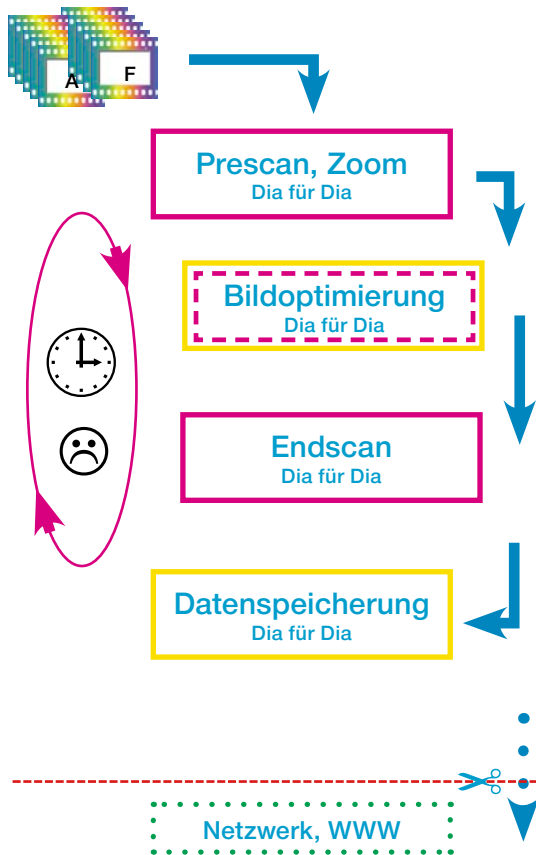 A F
Prescan, Zoom
Dia für Dia
Bildoptimierung
Dia für Dia
Endscan
Dia für Dia
Datenspeicherung
Dia für Dia
Netzwerk, WWW